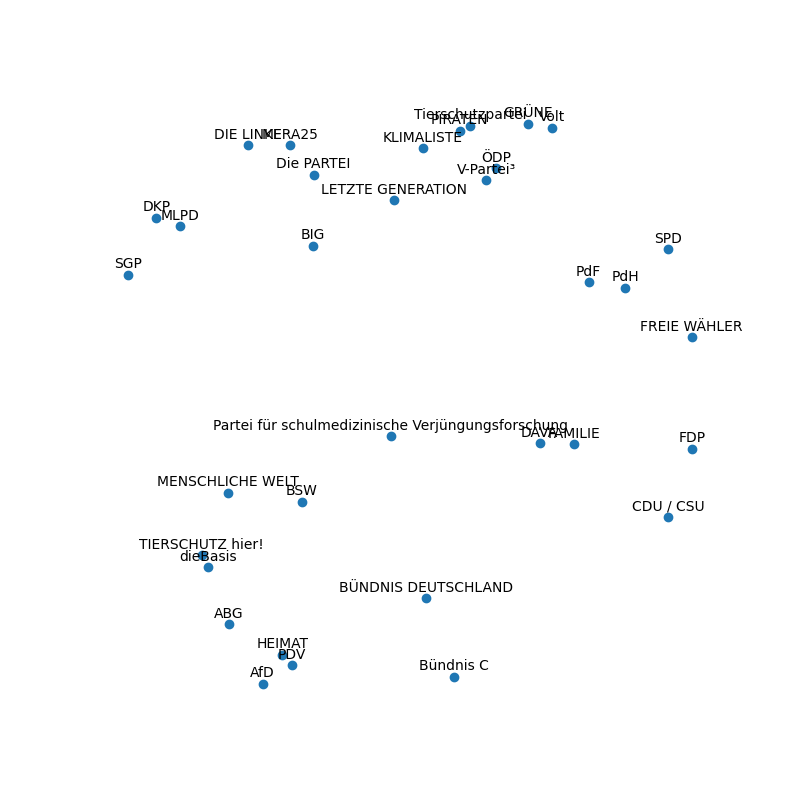 GRÜNE
Tierschutzpartei
Volt
PIRATEN
DIE LINKE
MERA25
KLIMALISTE
ÖDP
Die PARTEI
V-Partei³
LETZTE GENERATION
DKP
MLPD
BIG
SPD
SGP
PdF
PdH
FREIE WÄHLER
Partei für schulmedizinische Verjüngungsforschung
DAVA
FAMILIE
FDP
MENSCHLICHE WELT
BSW
CDU / CSU
TIERSCHUTZ hier!
dieBasis
BÜNDNIS DEUTSCHLAND
ABG
HEIMAT
PDV
Bündnis C
AfD